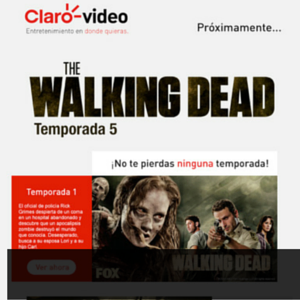 Claro-video
Entretenimiento en donde quieras.
Próximamente...
THE
WALKING DEAD
Temporada 5
¡No te pierdas ninguna temporada!
Temporada 1
El oficial de policía Rick
Grimes despierta de un coma
en un hospital abandonado y
descubre que un apocalipsis
zombie destruyó el mundo
que conocía. Desesperado,
busca a su esposa Lori y a su
hijo Carl.
Ver ahora
FOX